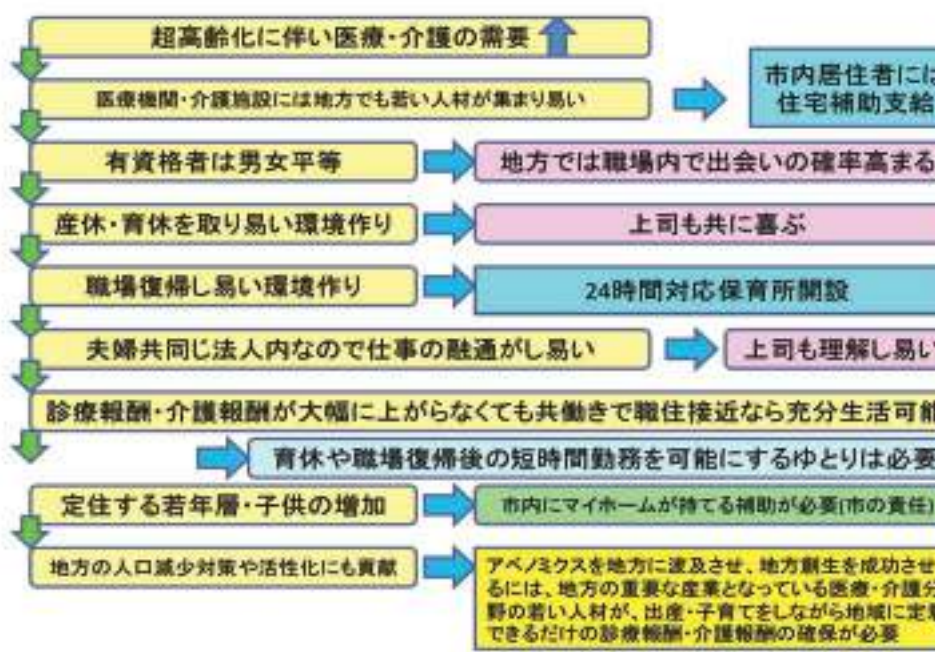 超高齢化に伴い医療・介護の需要
医療機関・介護施設には地方でも若い人材が集まり易い
市内居住者には
住宅補助支給
有資格者は男女平等
地方では職場内で出会いの確率高まる
産休・育休を取り易い環境作り
上司も共に喜ぶ
職場復帰し易い環境作り
24時間対応保育所開設
夫婦共同じ法人内なので仕事の融通がし易い
上司も理解し易い
診療報酬・介護報酬が大幅に上がらなくても共働きで職住接近なら充分生活可能
育休や職場復帰後の短時間勤務を可能にするゆとりは必要
定住する若年層・子供の増加
市内にマイホームが持てる補助が必要(市の責任)
地方の人口減少対策や活性化にも貢献
アベノミクスを地方に波及させ、地方創生を成功させ
るには、地方の重要な産業となっている医療・介護分
野の若い人材が、出産・子育てをしながら地域に定着
できるだけの診療報酬・介護報酬の確保が必要